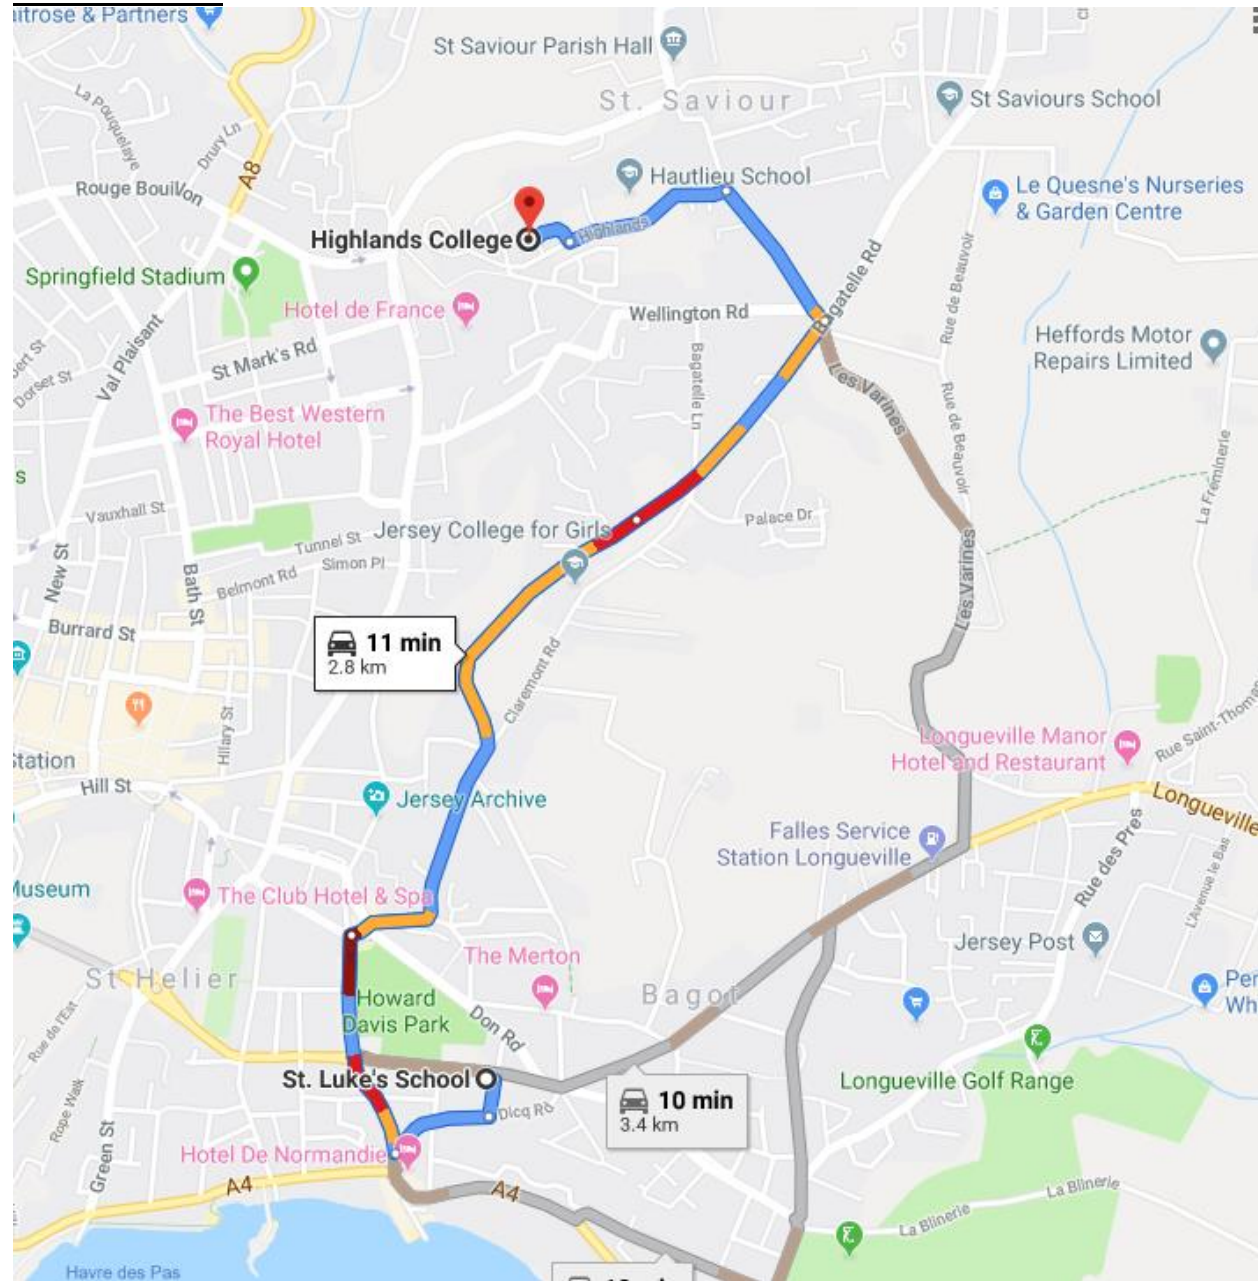 & Partners
St Saviour Parish Hall
St. Saviour
St Saviours School
La Pouquelaye
Drury Ln
A8
Rouge Bouillon
Hautlieu School
Le Quesne's Nurseries
& Garden Centre
Highlands College
Highlands
Springfield Stadium
Hotel de France
Wellington Rd
Bagatelle Rd
Rue de Beauvoir
Heffords Motor
Repairs Limited
St Mark's Rd
Val Plaisant
Dorset St
Bagatelle Ln
Les Varines
Rue de Beauvoir
The Best Western
Royal Hotel
La Freminerie
Vauxhall St
Jersey College for Girls
Palace Dr
Tunnel St
Simon Pl
Belmont Rd
New St
Bath St
Les Varines
Burrard St
11 min
2.8 km
Claremont Rd
Hilary St
Longueville Manor
Hotel and Restaurant
Rue Saint-Thomas
Station
Hill St
Jersey Archive
Longueville
Falles Service
Station Longueville
Rue des Pres
L'Avenue le Bas
Museum
The Club Hotel & Spa
Jersey Post
The Merton
St Helier
Bagot
Howard
Davis Park
Don Rd
Rue de l'Est
St. Luke's School
Longueville Golf Range
10 min
3.4 km
Rope Walk
Dicq Rd
Green St
Hotel De Normandie
A4
A4
La Blinerie
La Blinerie
Havre des Pas